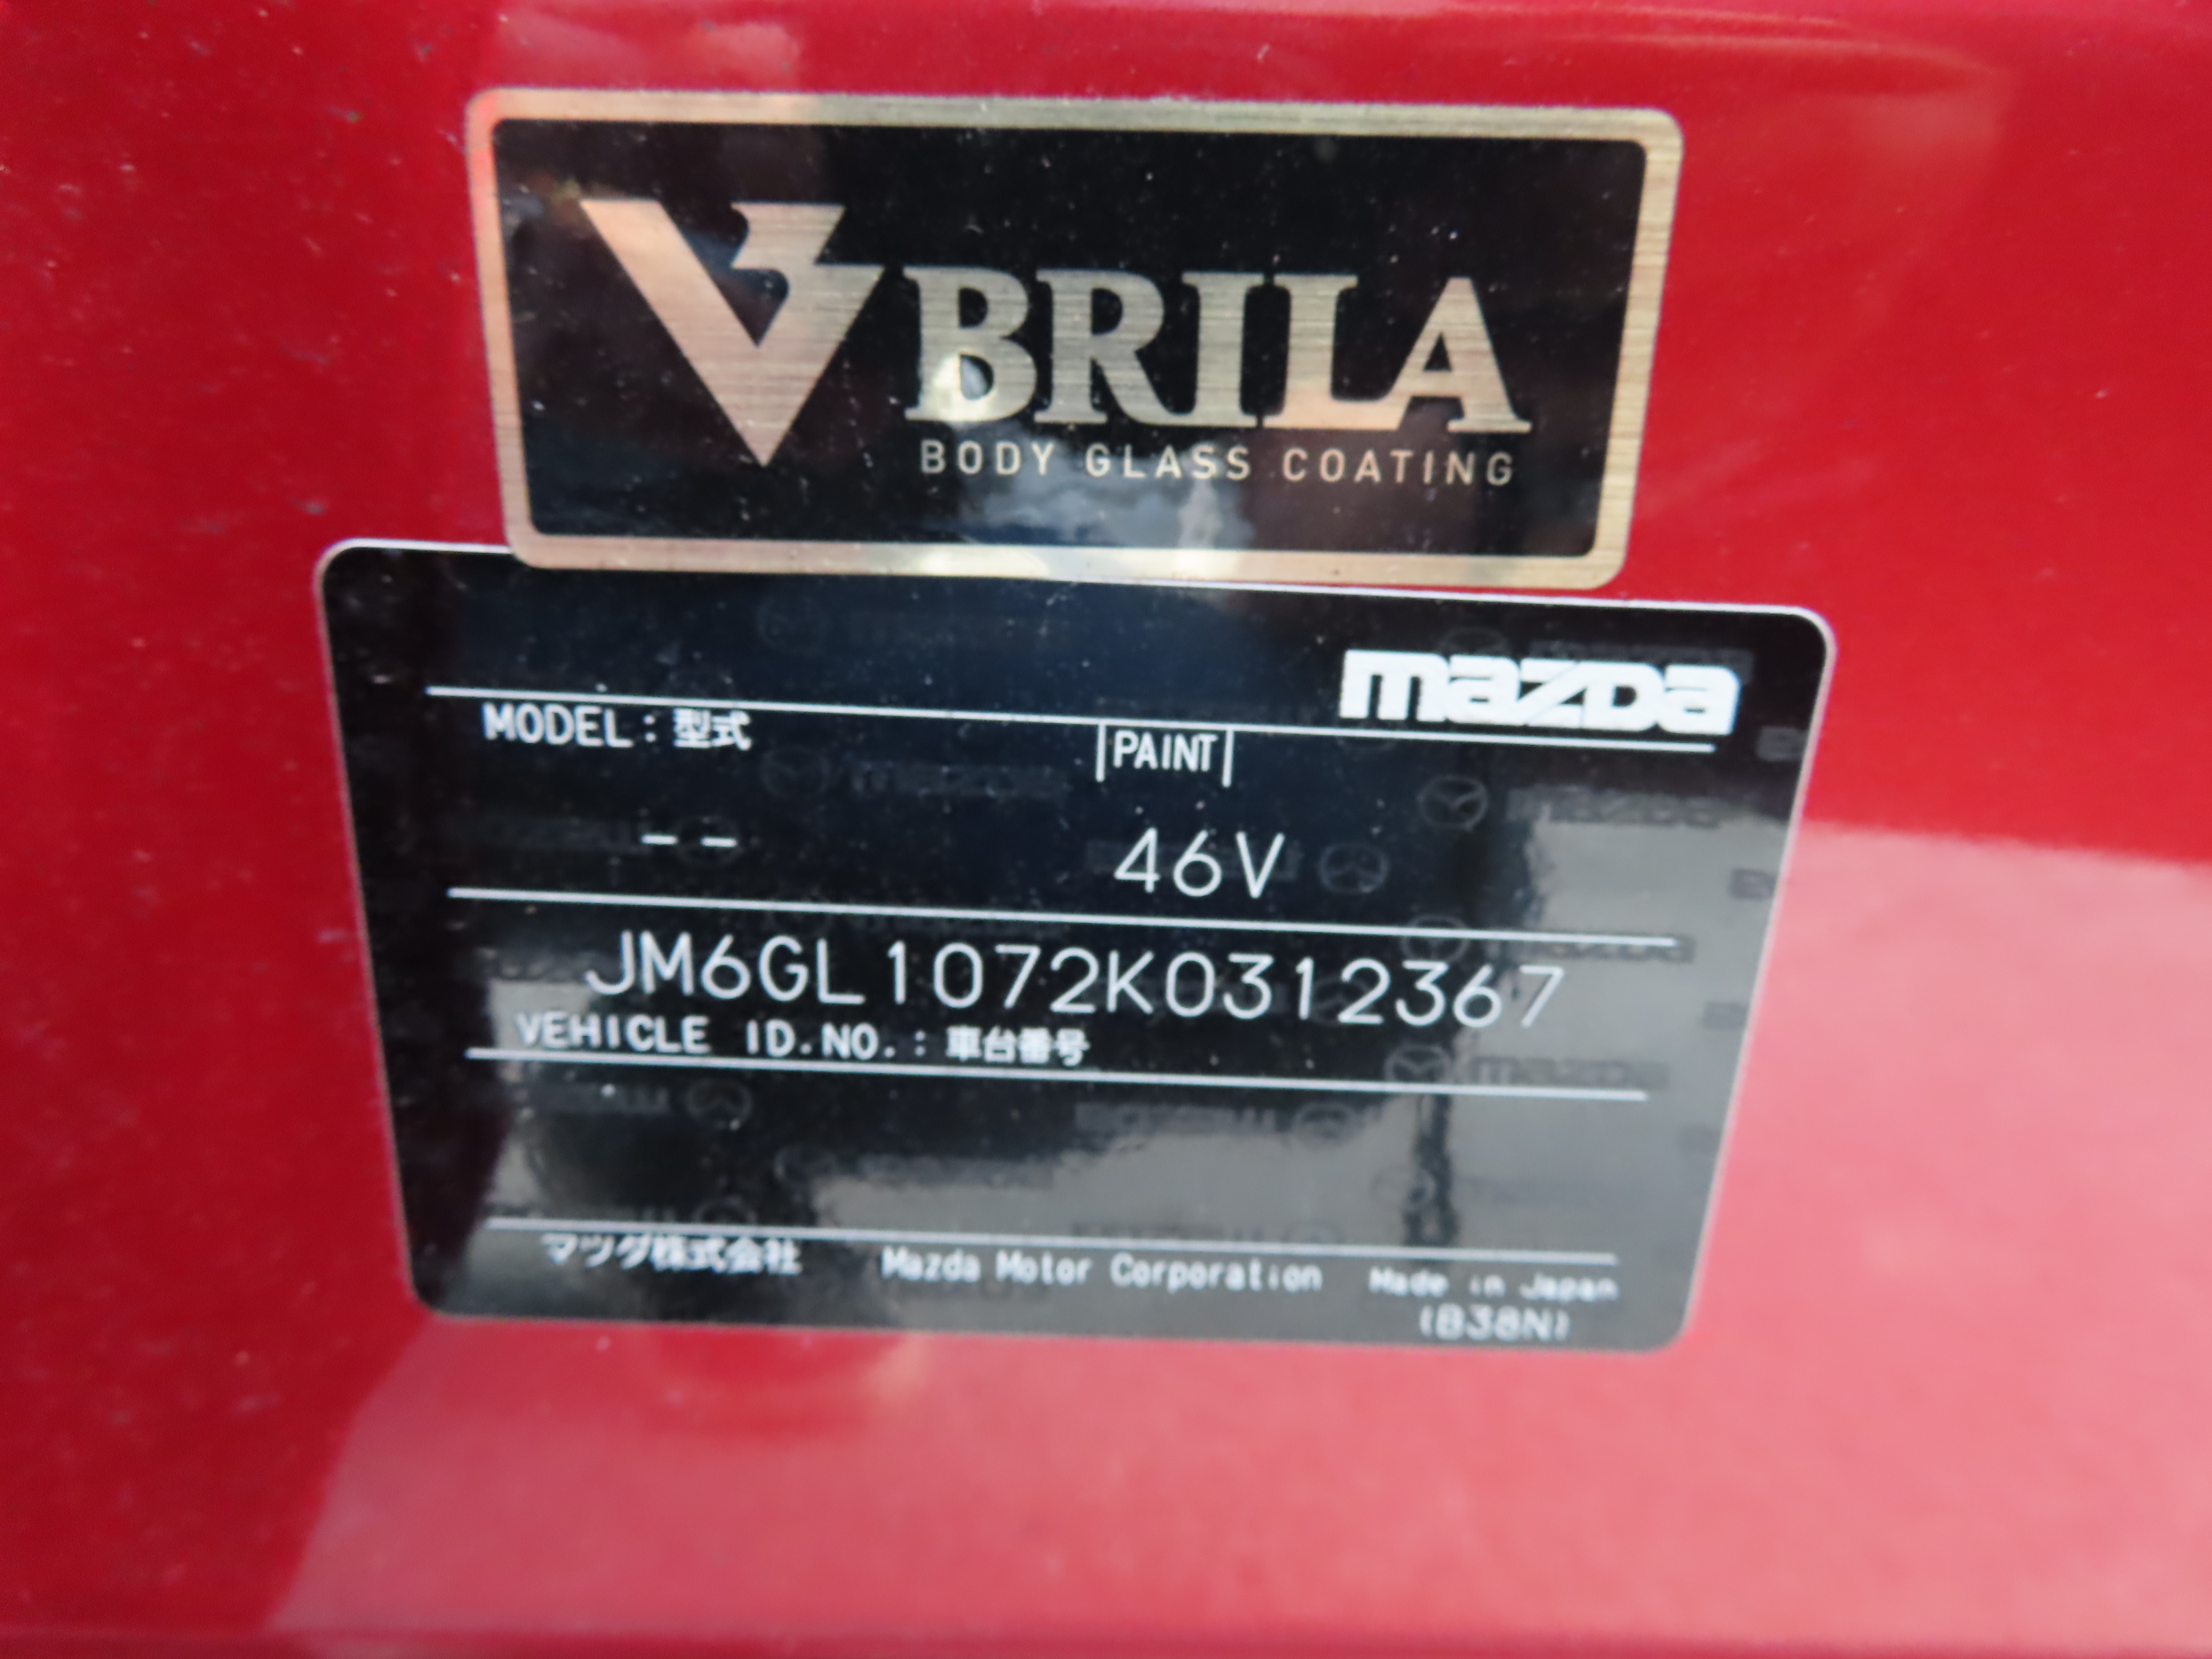 BRILA
BODY GLASS COATING
mazda
MODEL：型式
PAINT
-- 46V
JM6GL1072K0312367
VEHICLE ID.NO.：車台番号
マツダ株式会社 Mazda Motor Corporation Made in Japan
(B38N)